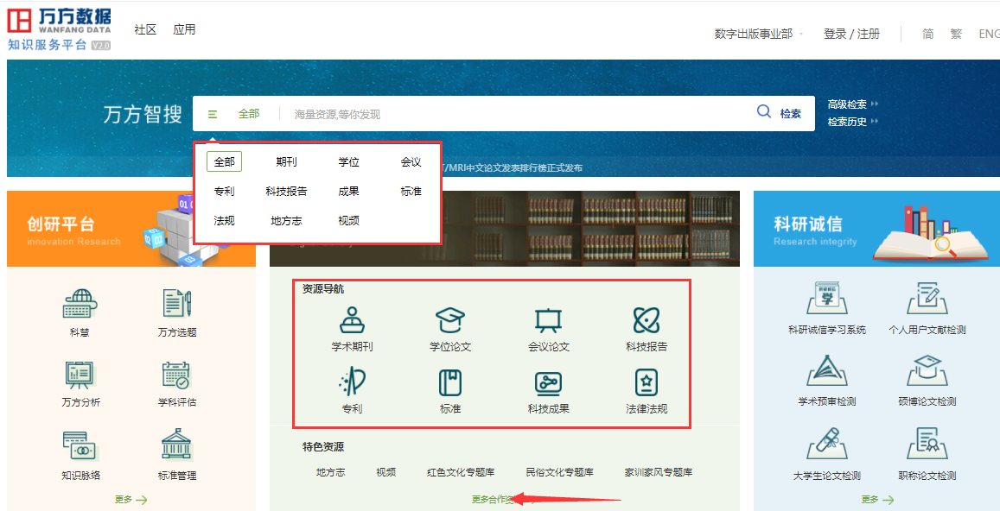 万方数据
WANFANG DATA
知识服务平台 V2.0
社区 应用
数字出版事业部 登录 / 注册 简 繁 ENG
万方智搜 全部 海量资源,等你发现 检索
高级检索
检索历史
全部 期刊 学位 会议
专利 科技报告 成果 标准
法规 地方志 视频
T/MRI中文论文发表排行榜正式发布
创研平台
innovation Research
科慧 万方选题
万方分析 学科评估
知识脉络 标准管理
更多
资源导航
学术期刊 学位论文 会议论文 科技报告
专利 标准 科技成果 法律法规
特色资源
地方志 视频 红色文化专题库 民俗文化专题库 家训家风专题库
更多合作
科研诚信
Research integrity
科研诚信学习系统 个人用户文献检测
学术预审检测 硕博论文检测
大学生论文检测 职称论文检测
更多